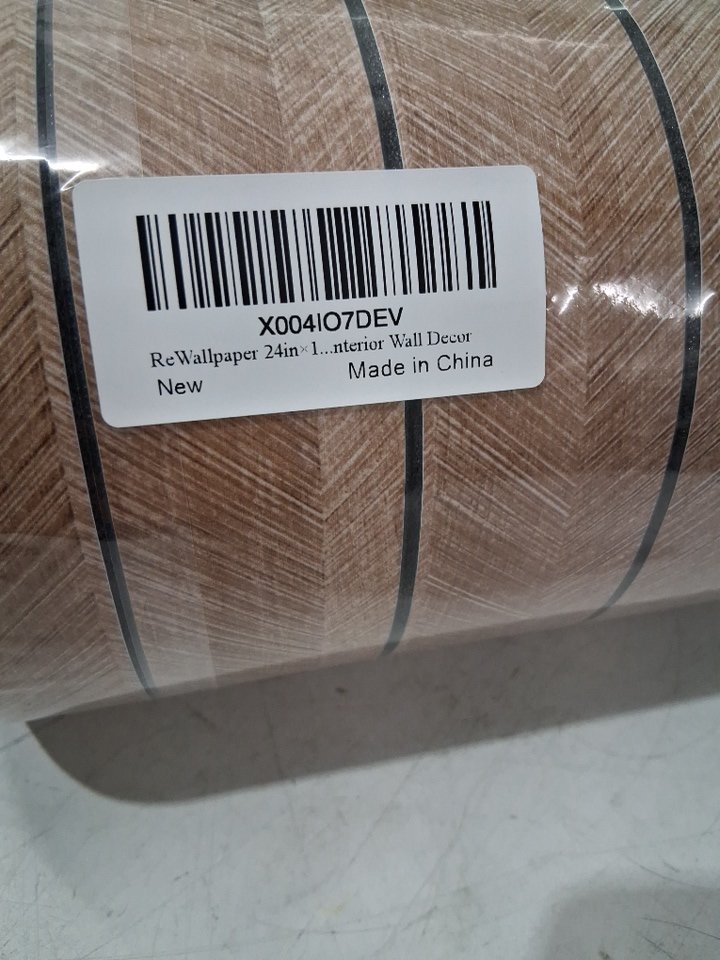 X004IO7DEV
ReWallpaper 24in×1...nterior Wall Decor
New
Made in China